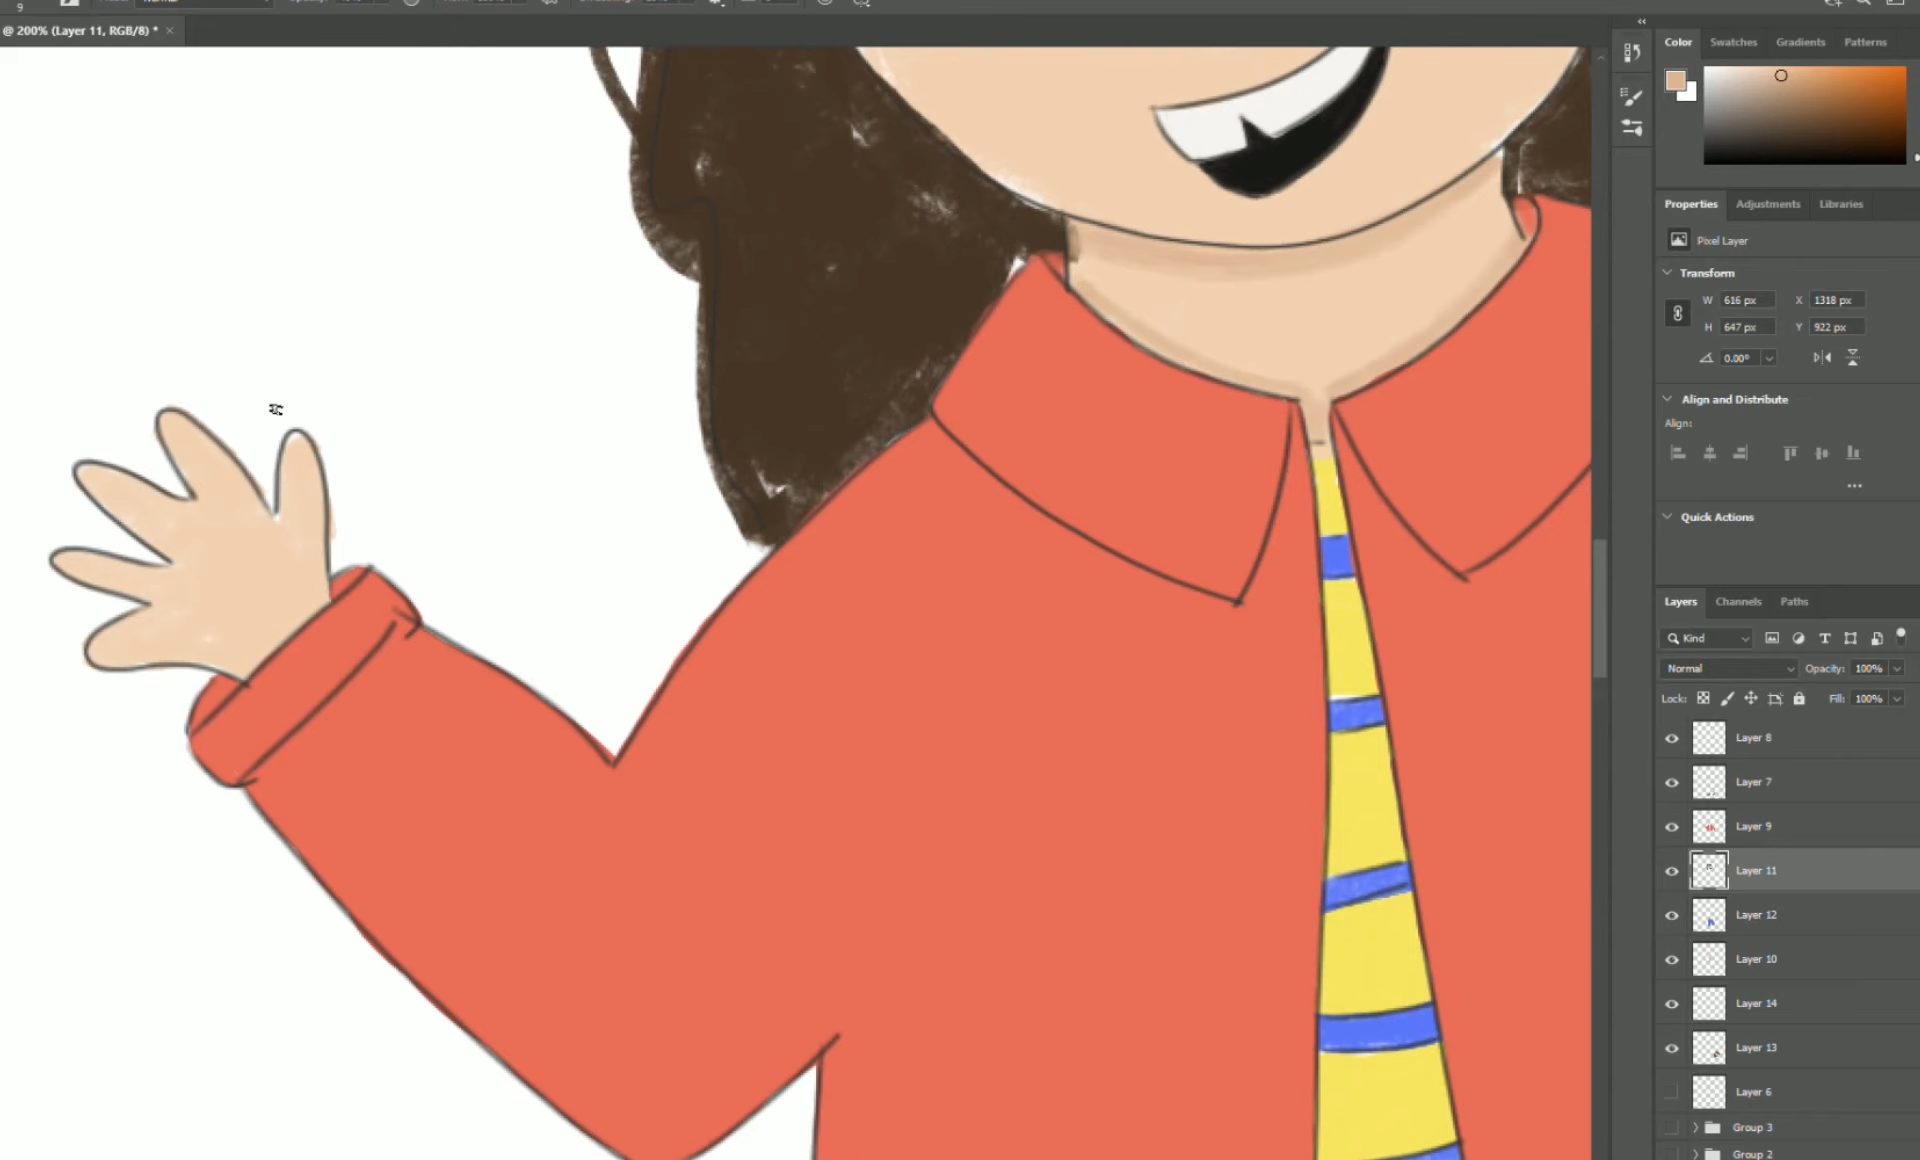 9
@ 200% (Layer 11, RGB/8) * ×
Color Swatches Gradients Patterns
Properties Adjustments Libraries
Pixel Layer
Transform
W 616 px X 1318 px
H 647 px Y 922 px
0.00°
Align and Distribute
Align:
Quick Actions
Layers Channels Paths
Kind
Normal Opacity: 100%
Lock: Fill: 100%
Layer 8
Layer 7
Layer 9
Layer 11
Layer 12
Layer 10
Layer 14
Layer 13
Layer 6
Group 3
Group 2